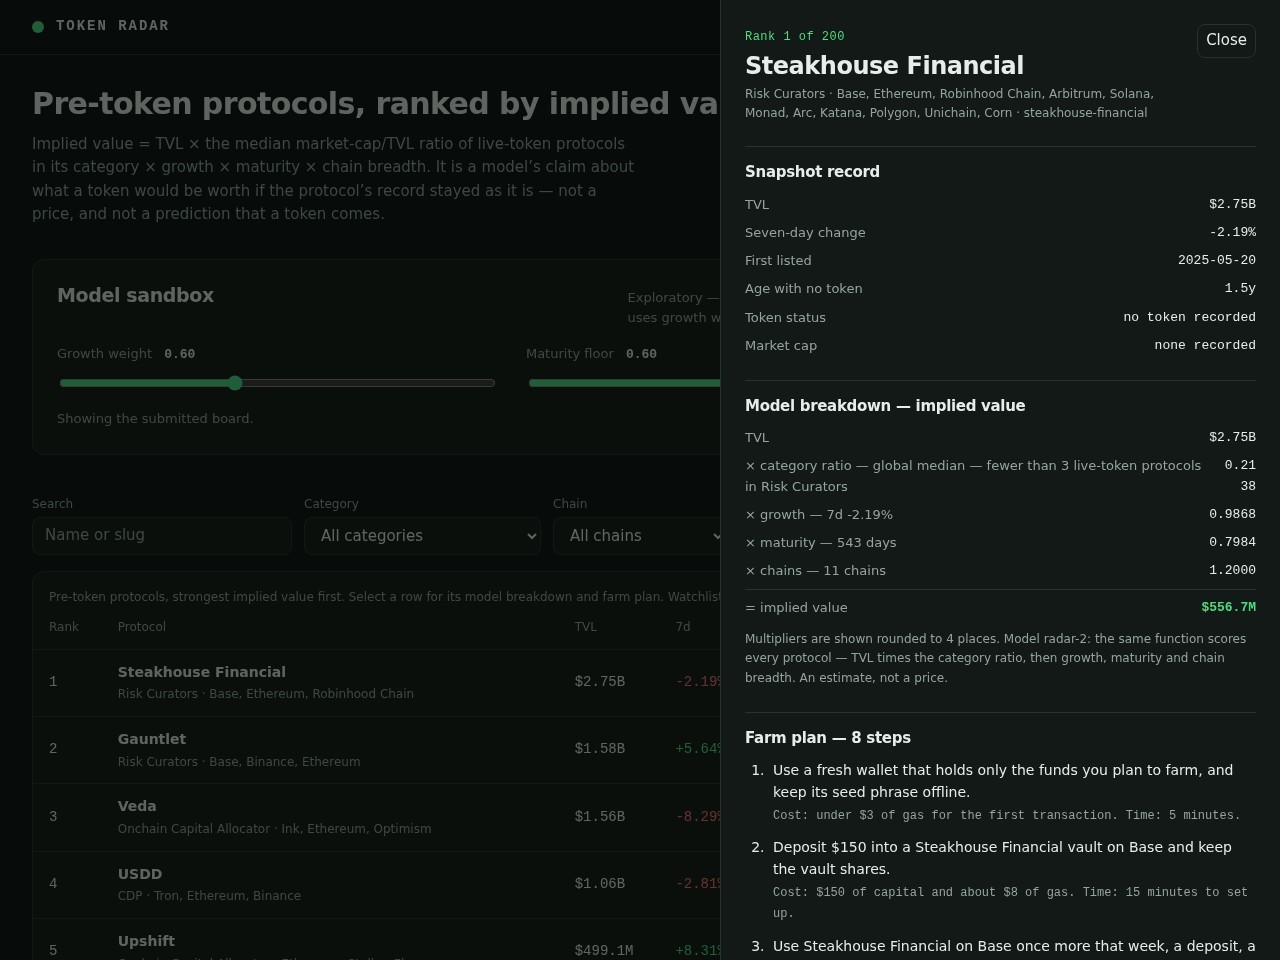 TOKEN RADAR
Pre-token protocols, ranked by implied va
Implied value = TVL × the median market-cap/TVL ratio of live-token protocols
in its category × growth × maturity × chain breadth. It is a model’s claim about
what a token would be worth if the protocol’s record stayed as it is — not a
price, and not a prediction that a token comes.
Model sandbox
Exploratory —
uses growth w
Growth weight 0.60
Maturity floor 0.60
Showing the submitted board.
Search
Category
Chain
Name or slug
All categories
All chains
Pre-token protocols, strongest implied value first. Select a row for its model breakdown and farm plan. Watchlist
Rank Protocol TVL 7d
1 Steakhouse Financial $2.75B -2.19%
Risk Curators · Base, Ethereum, Robinhood Chain
2 Gauntlet $1.58B +5.64%
Risk Curators · Base, Binance, Ethereum
3 Veda $1.56B -8.29%
Onchain Capital Allocator · Ink, Ethereum, Optimism
4 USDD $1.06B -2.81%
CDP · Tron, Ethereum, Binance
5 Upshift $499.1M +8.31%
Rank 1 of 200
Close
Steakhouse Financial
Risk Curators · Base, Ethereum, Robinhood Chain, Arbitrum, Solana,
Monad, Arc, Katana, Polygon, Unichain, Corn · steakhouse-financial
Snapshot record
TVL $2.75B
Seven-day change -2.19%
First listed 2025-05-20
Age with no token 1.5y
Token status no token recorded
Market cap none recorded
Model breakdown — implied value
TVL $2.75B
× category ratio — global median — fewer than 3 live-token protocols 0.21
in Risk Curators 38
× growth — 7d -2.19% 0.9868
× maturity — 543 days 0.7984
× chains — 11 chains 1.2000
= implied value $556.7M
Multipliers are shown rounded to 4 places. Model radar-2: the same function scores
every protocol — TVL times the category ratio, then growth, maturity and chain
breadth. An estimate, not a price.
Farm plan — 8 steps
1. Use a fresh wallet that holds only the funds you plan to farm, and
keep its seed phrase offline.
Cost: under $3 of gas for the first transaction. Time: 5 minutes.
2. Deposit $150 into a Steakhouse Financial vault on Base and keep
the vault shares.
Cost: $150 of capital and about $8 of gas. Time: 15 minutes to set
up.
3. Use Steakhouse Financial on Base once more that week, a deposit, a